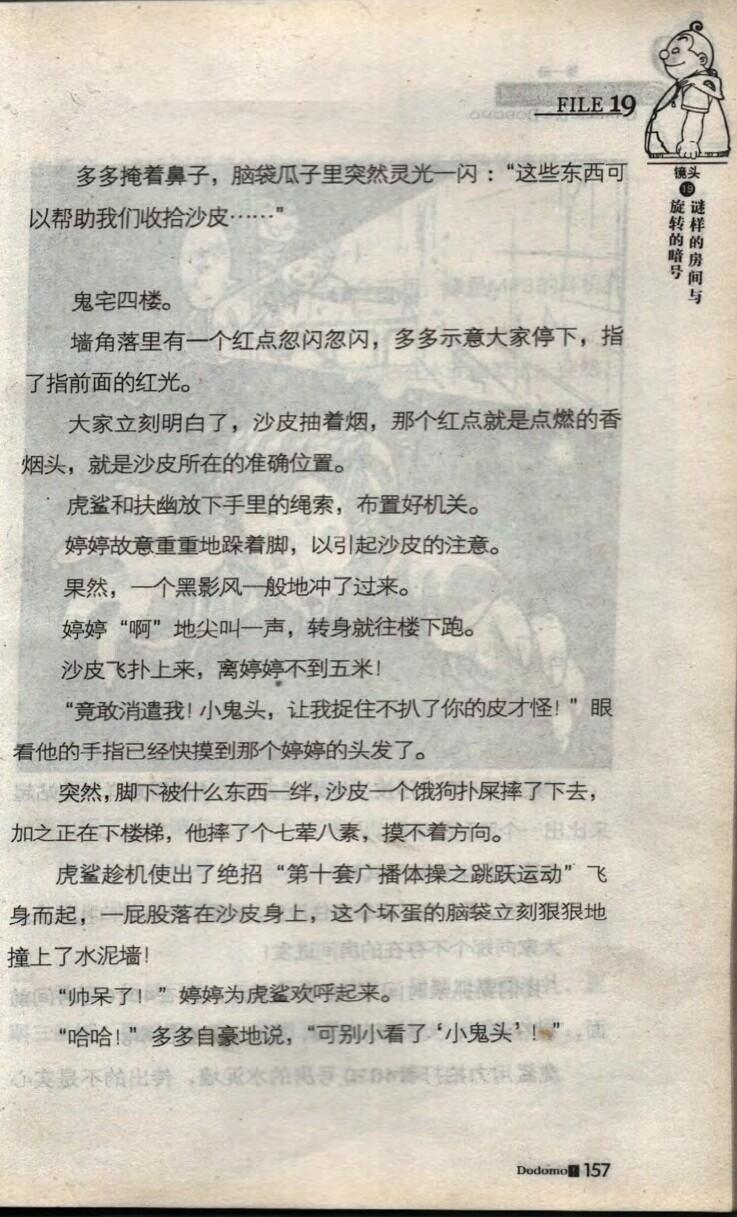 FILE 19
镜头
19
谜样的房间与
旋转的暗号
多多掩着鼻子，脑袋瓜子里突然灵光一闪：“这些东西可
以帮助我们收拾沙皮……”
鬼宅四楼。
墙角落里有一个红点忽闪忽闪，多多示意大家停下，指
了指前面的红光。
大家立刻明白了，沙皮抽着烟，那个红点就是点燃的香
烟头，就是沙皮所在的准确位置。
虎鲨和扶幽放下手里的绳索，布置好机关。
婷婷故意重重地跺着脚，以引起沙皮的注意。
果然，一个黑影风一般地冲了过来。
婷婷“啊”地尖叫一声，转身就往楼下跑。
沙皮飞扑上来，离婷婷不到五米！
“竟敢消遣我！小鬼头，让我捉住不扒了你的皮才怪！”眼
看他的手指已经快摸到那个婷婷的头发了。
突然，脚下被什么东西一绊，沙皮一个饿狗扑屎摔了下去，
加之正在下楼梯，他摔了个七荤八素，摸不着方向。
虎鲨趁机使出了绝招“第十套广播体操之跳跃运动”飞
身而起，一屁股落在沙皮身上，这个坏蛋的脑袋立刻狠狠地
撞上了水泥墙！
“帅呆了！”婷婷为虎鲨欢呼起来。
“哈哈！”多多自豪地说，“可别小看了‘小鬼头’！”
Dodomo! 157